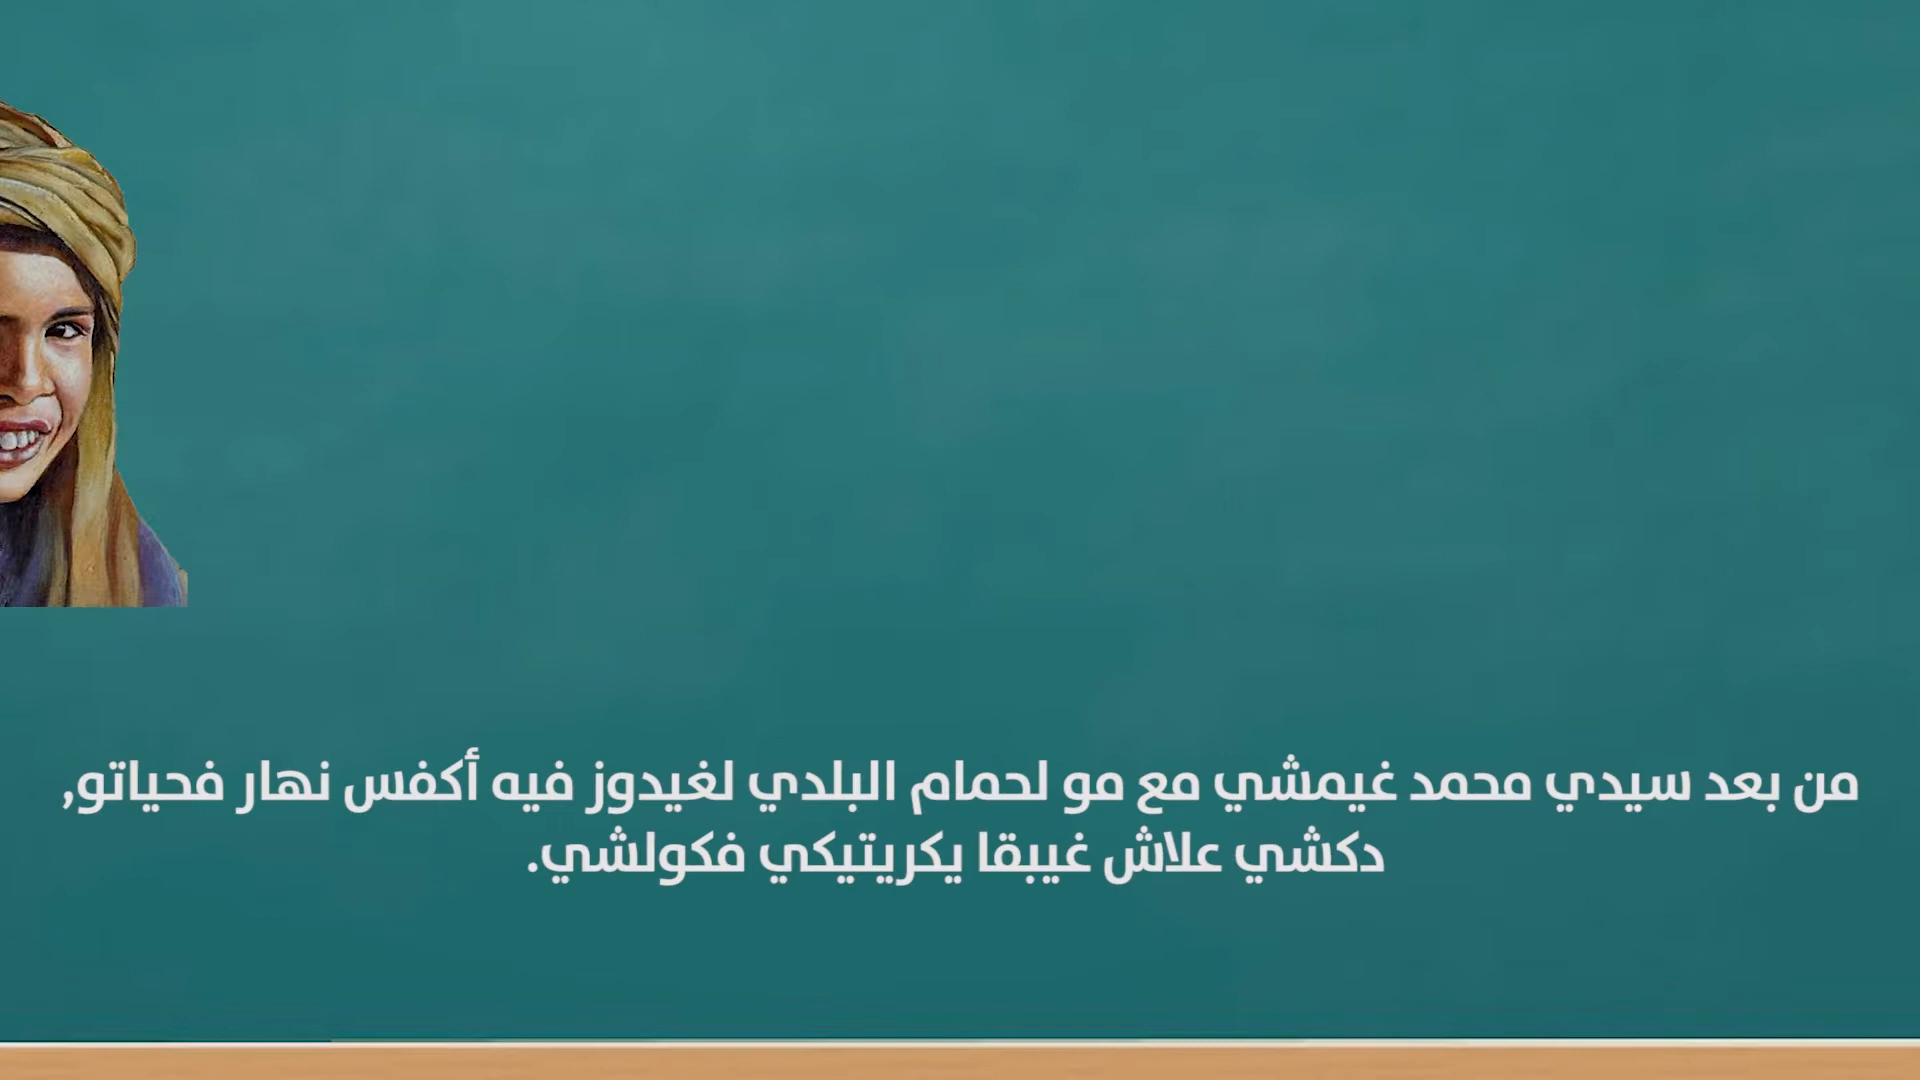 من بعد سيدي محمد غيمشي مع مو لحمام البلدي لغيدوز فيه أكفس نهار فحياتو,
دكشي علاش غيبقا يكريتيكي فكولشي.